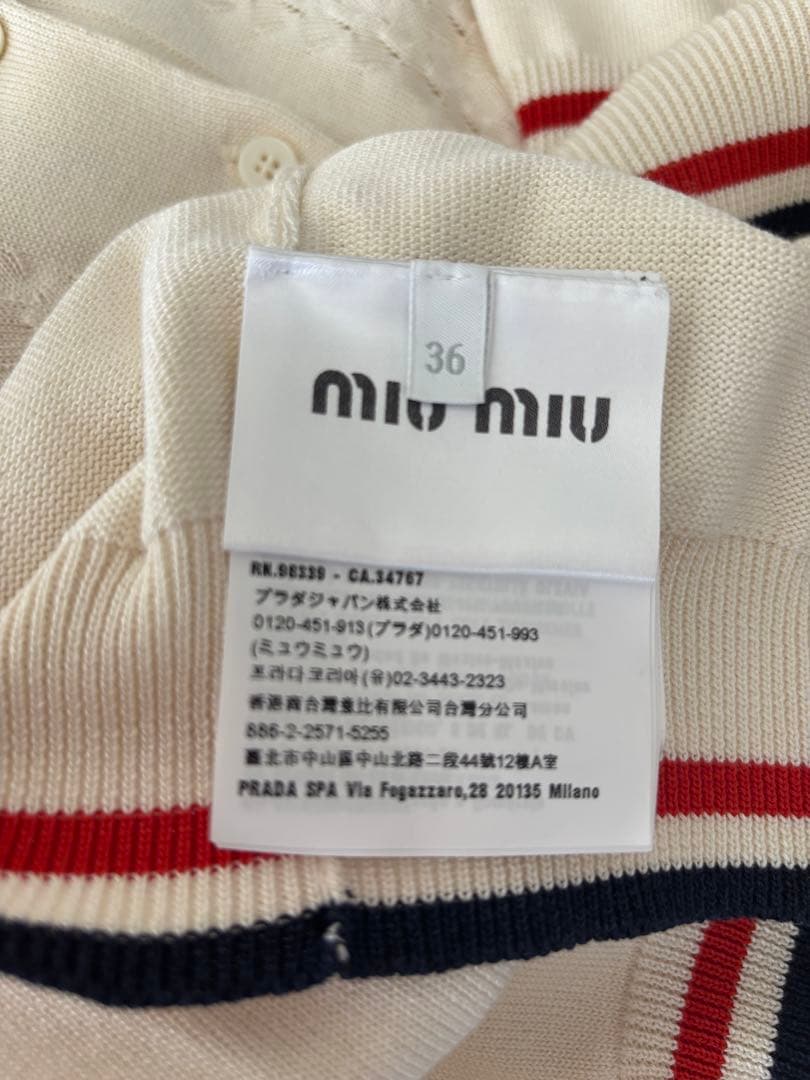 36
miu miu
RN.98339 - CA.34767
プラダジャパン株式会社
0120-451-913(プラダ)0120-451-993
(ミュウミュウ)
프라다코리아(유)02-3443-2323
香港商台灣意比有限公司台灣分公司
886-2-2571-5255
臺北市中山區中山北路二段44號12樓A室
PRADA SPA Via Fogazzaro,28 20135 Milano